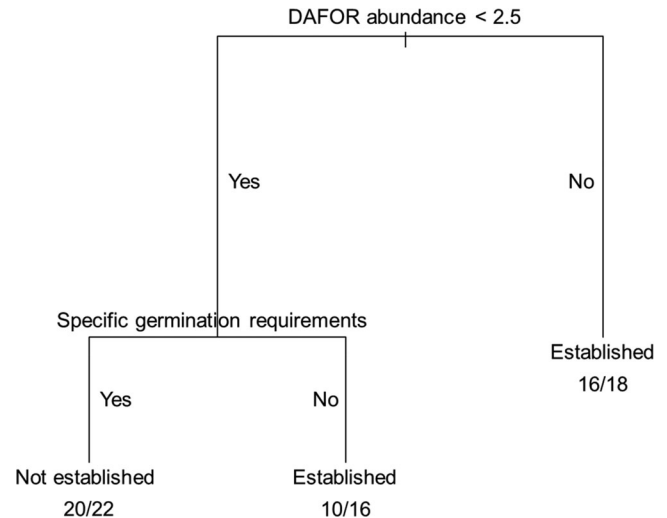 DAFOR abundance < 2.5
Yes
No
Specific germination requirements
Established
16/18
Yes
No
Not established
Established
20/22
10/16